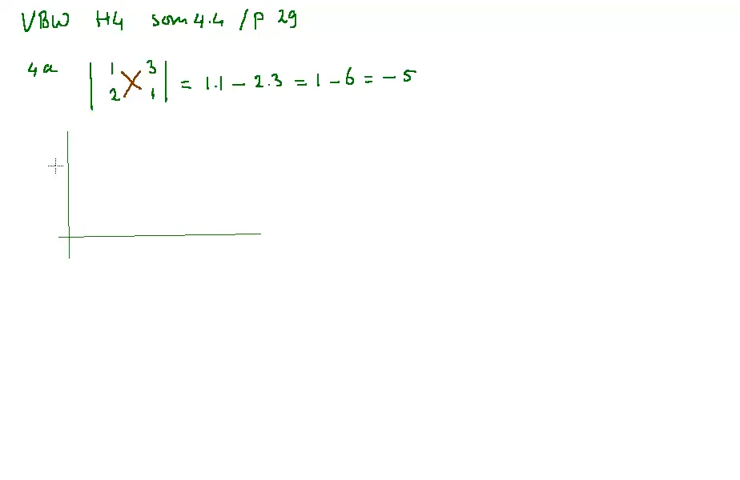 VBW H4 som 4.4 / P 29
4a | 1 3 | = 1.1 - 2.3 = 1 - 6 = - 5
2 1